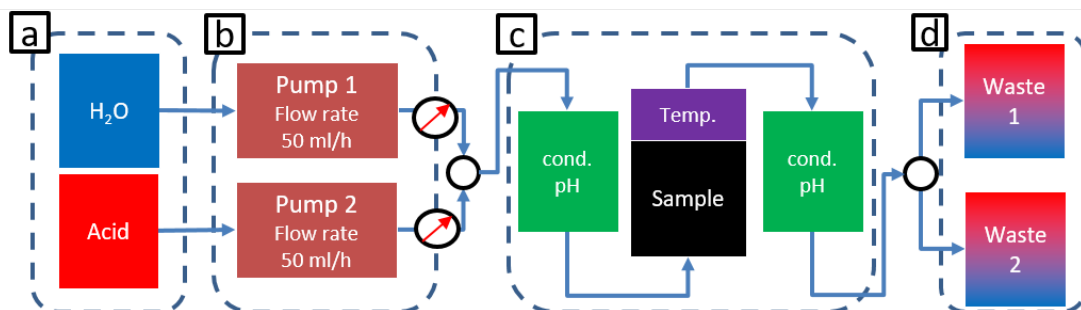 a
b
c
d
H₂O
Acid
Pump 1
Flow rate
50 ml/h
Pump 2
Flow rate
50 ml/h
cond.
pH
Temp.
Sample
cond.
pH
Waste
1
Waste
2